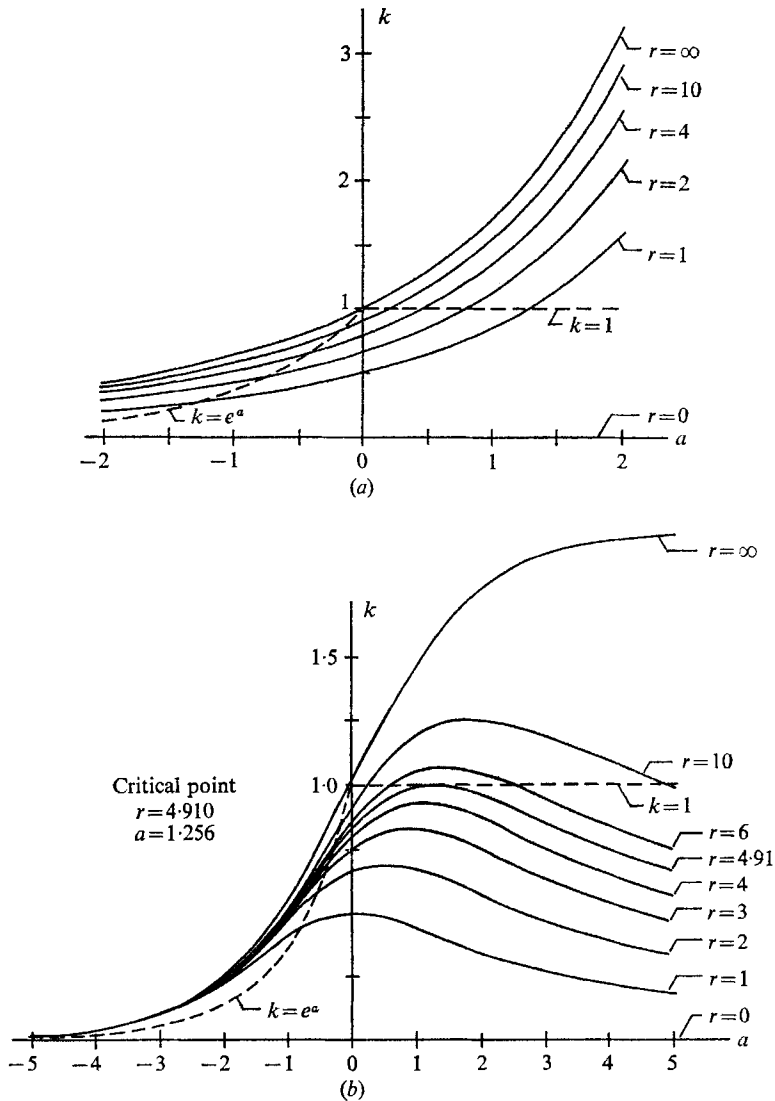 k
3
r=∞
r=10
r=4
2
r=2
r=1
1
k=1
k=eᵃ
r=0
a
−2 −1 0 1 2
(a)
r=∞
k
1·5
Critical point
r=4·910
a=1·256
1·0
r=10
k=1
r=6
r=4·91
r=4
r=3
r=2
r=1
k=eᵃ
r=0
a
−5 −4 −3 −2 −1 0 1 2 3 4 5
(b)